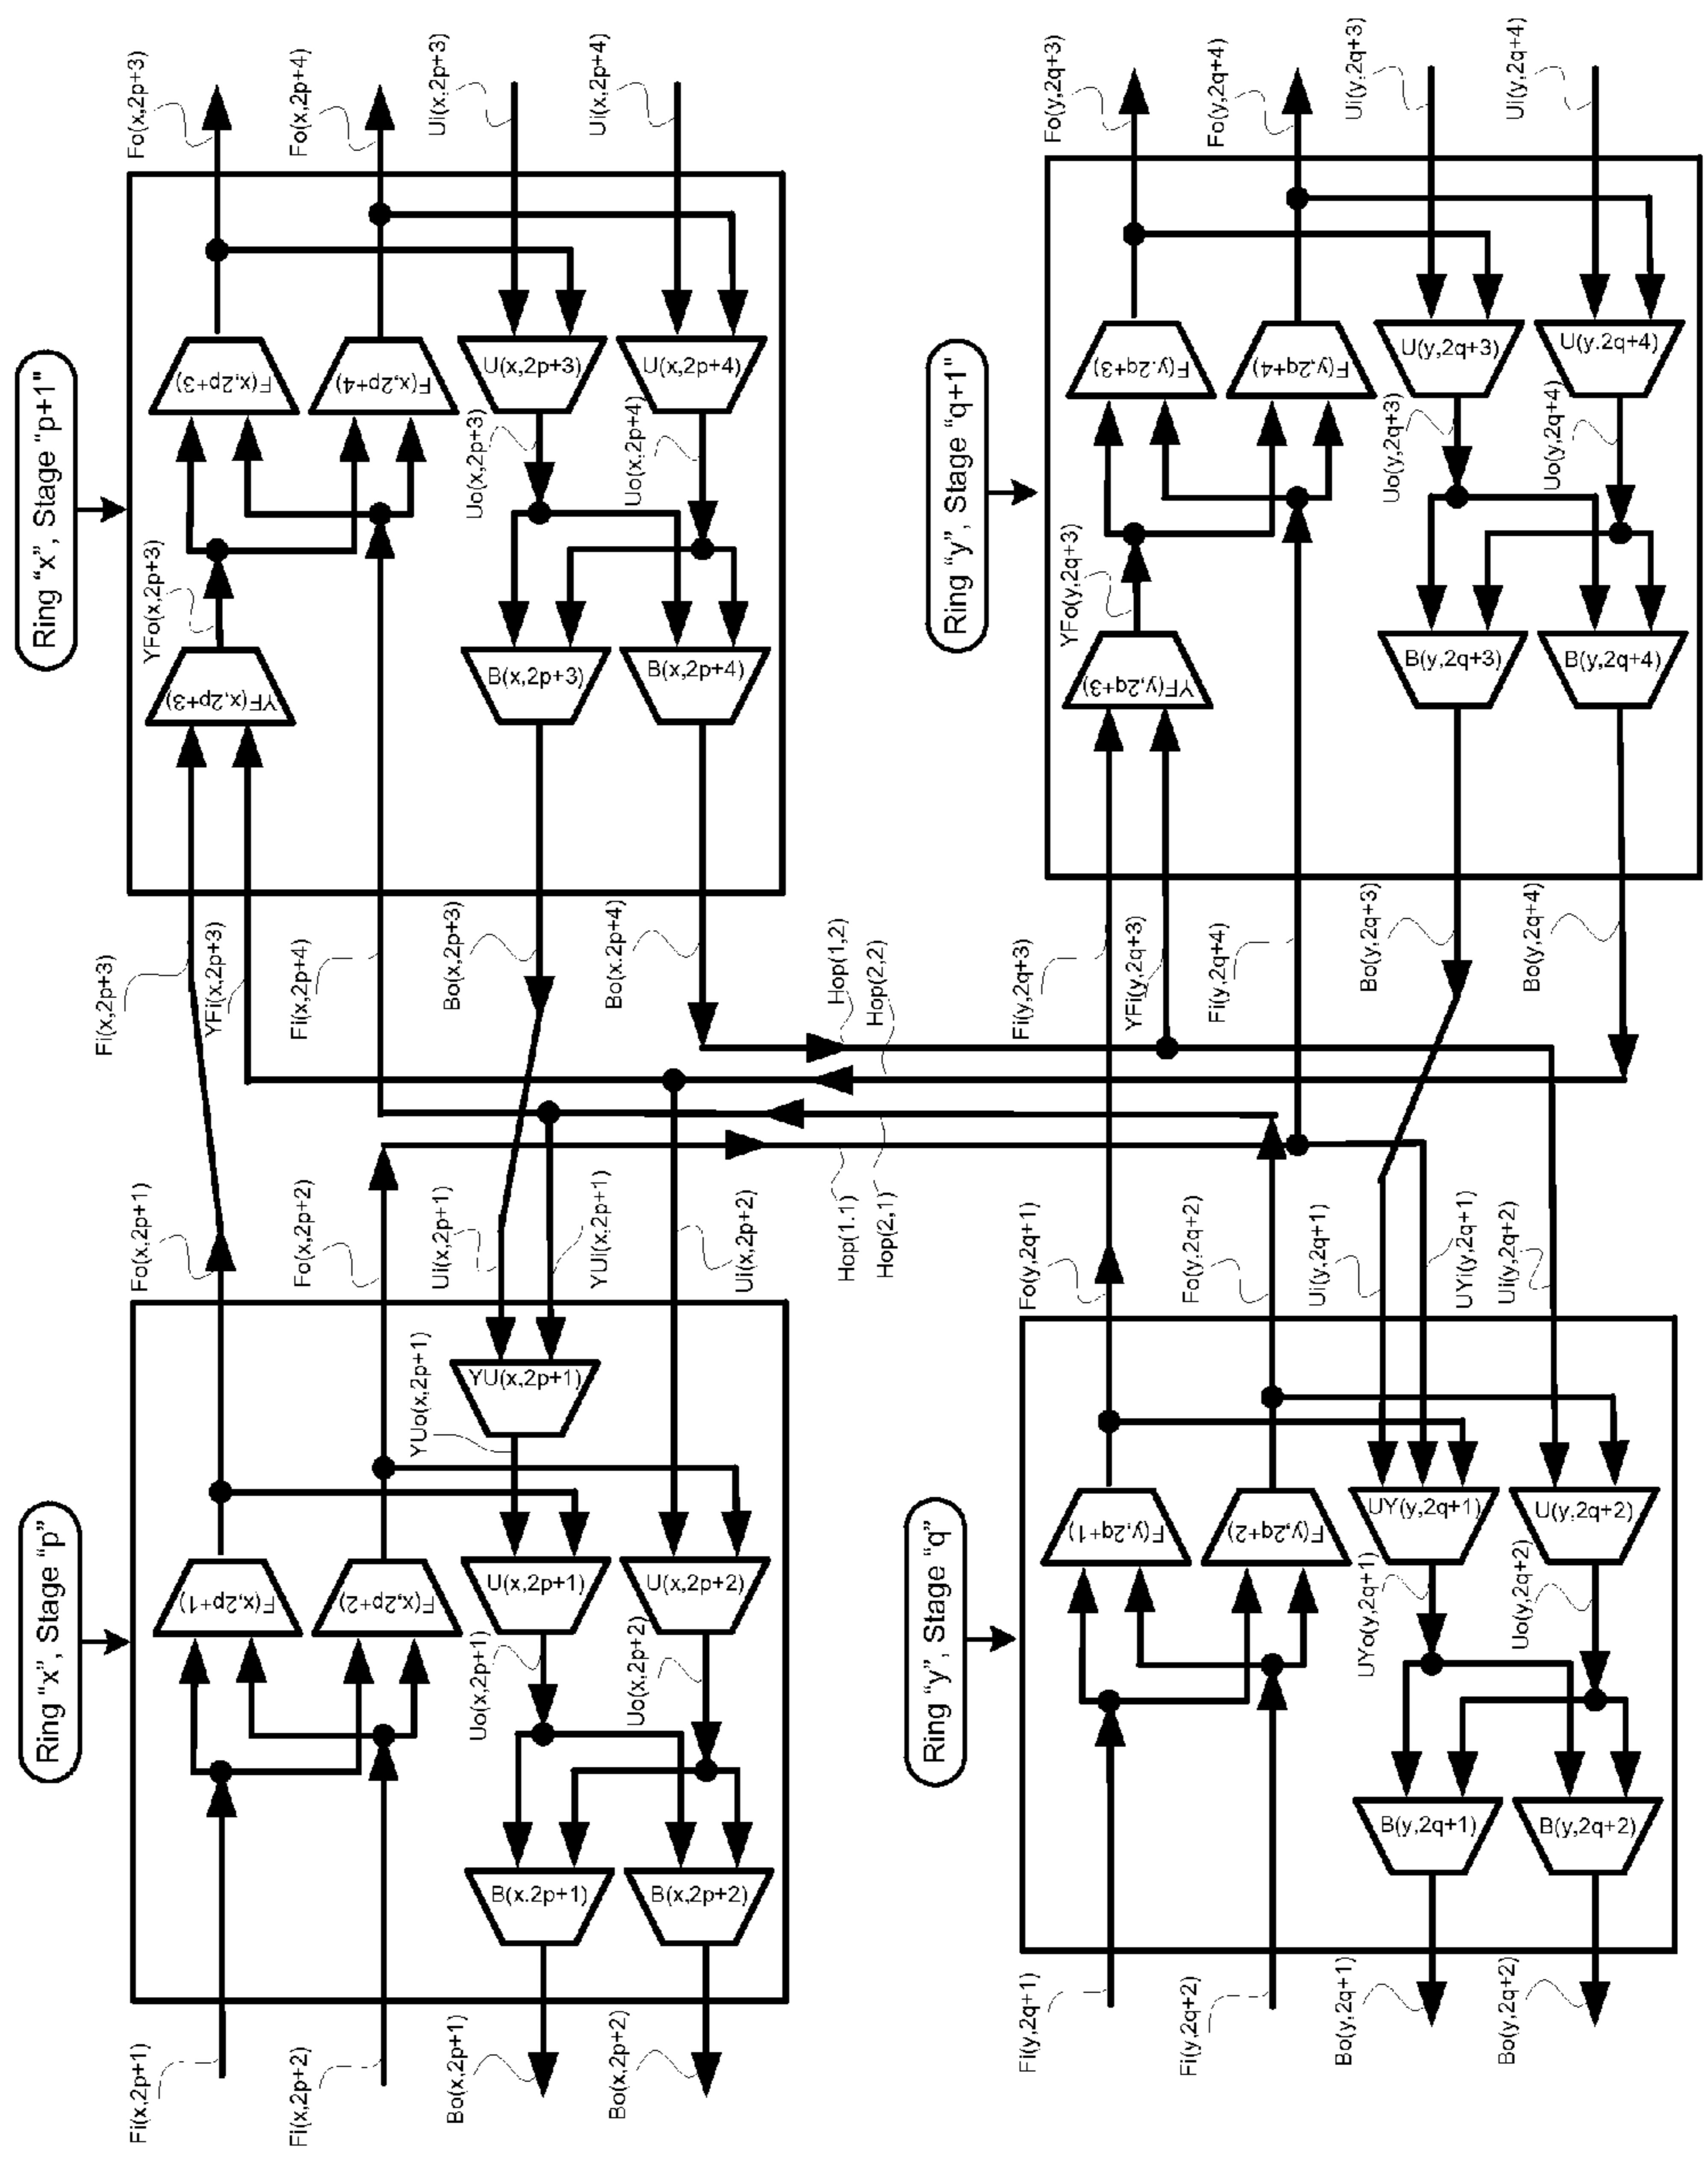 Ring “x”, Stage “p+1"
Fo(x,2p+3)
Fo(x,2p+4)
Ui(x,2p+3)
Ui(x,2p+4)
F(x,2p+3)
F(x,2p+4)
U(x,2p+3)
U(x,2p+4)
YFo(x,2p+3)
Uo(x,2p+3)
Uo(x,2p+4)
YF(x,2p+3)
B(x,2p+3)
B(x,2p+4)
Fi(x,2p+3)
YFi(x,2p+3)
Fi(x,2p+4)
Bo(x,2p+3)
Bo(x,2p+4)
Hop(1,2)
Hop(2,2)
Ring “y”, Stage “q+1"
Fo(y,2q+3)
Fo(y,2q+4)
Ui(y,2q+3)
Ui(y,2q+4)
F(y,2q+3)
F(y,2q+4)
U(y,2q+3)
U(y,2q+4)
YFo(y,2q+3)
Uo(y,2q+3)
Uo(y,2q+4)
YF(y,2q+3)
B(y,2q+3)
B(y,2q+4)
Fi(y,2q+3)
YFi(y,2q+3)
Fi(y,2q+4)
Bo(y,2q+3)
Bo(y,2q+4)
Ring “x”, Stage “p”
Fo(x,2p+1)
Fo(x,2p+2)
Ui(x,2p+1)
YUi(x,2p+1)
Ui(x,2p+2)
Hop(1.1)
Hop(2,1)
YUo(x,2p+1)
YU(x,2p+1)
F(x,2p+1)
F(x,2p+2)
U(x,2p+1)
U(x,2p+2)
Uo(x,2p+1)
Uo(x,2p+2)
B(x.2p+1)
B(x,2p+2)
Fi(x,2p+1)
Fi(x,2p+2)
Bo(x,2p+1)
Bo(x,2p+2)
Ring “y”, Stage “q”
Fo(y,2q+1)
Fo(y,2q+2)
Ui(y,2q+1)
UYi(y,2q+1)
Ui(y,2q+2)
F(y,2q+1)
F(y,2q+2)
UY(y,2q+1)
U(y,2q+2)
UYo(y,2q+1)
Uo(y,2q+2)
B(y,2q+1)
B(y,2q+2)
Fi(y,2q+1)
Fi(y,2q+2)
Bo(y,2q+1)
Bo(y,2q+2)